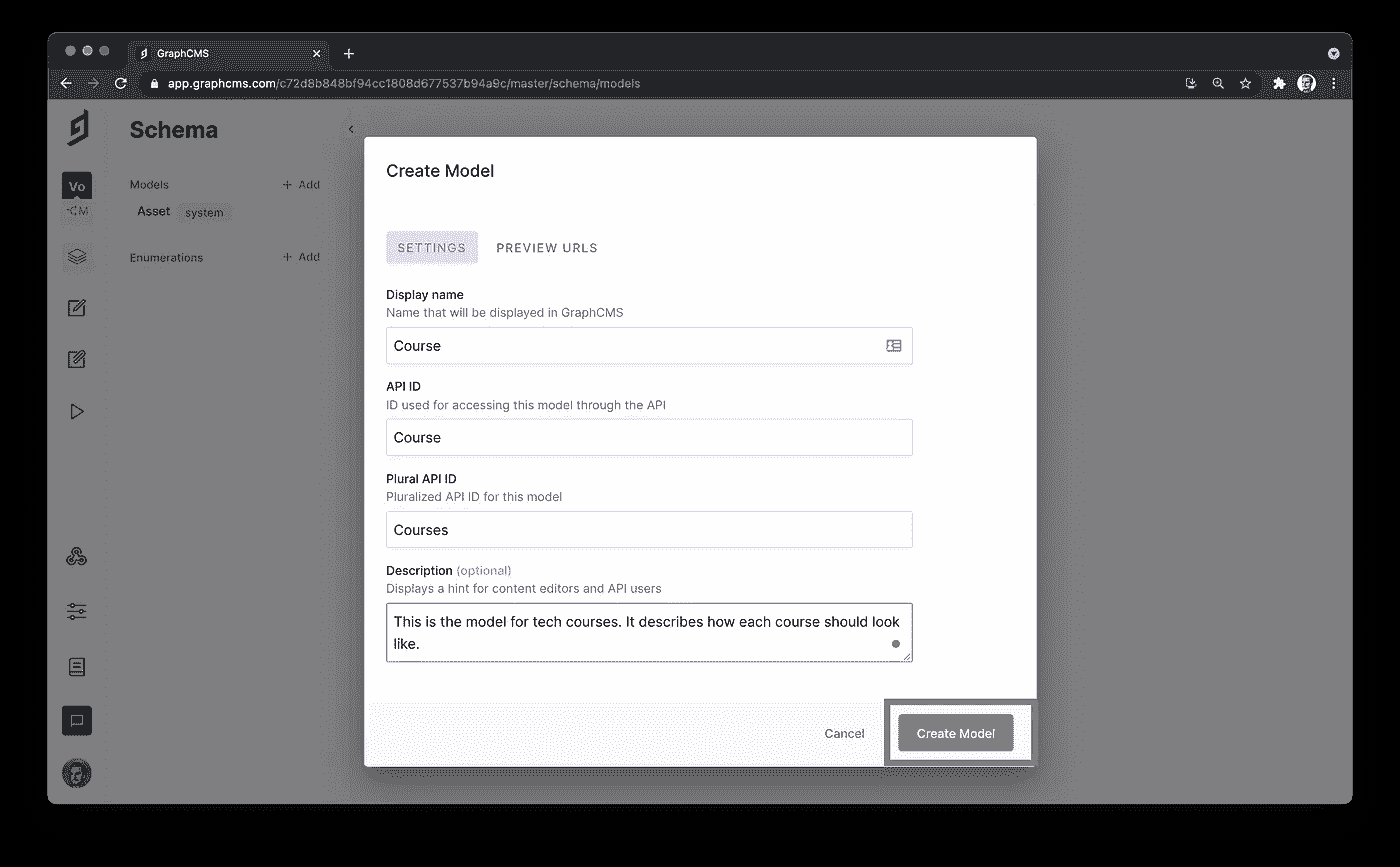 GraphCMS
app.graphcms.com/c72d8b848bf94cc1808d677537b94a9c/master/schema/models
Schema
Vo
Models + Add
Asset system
Enumerations + Add
Create Model
SETTINGS PREVIEW URLS
Display name
Name that will be displayed in GraphCMS
Course
API ID
ID used for accessing this model through the API
Course
Plural API ID
Pluralized API ID for this model
Courses
Description (optional)
Displays a hint for content editors and API users
This is the model for tech courses. It describes how each course should look
like.
Cancel Create Model